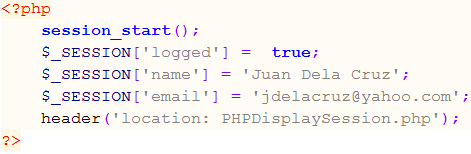 <?php
session_start();
$_SESSION['logged'] = true;
$_SESSION['name'] = 'Juan Dela Cruz';
$_SESSION['email'] = 'jdelacruz@yahoo.com';
header('location: PHPDisplaySession.php');
?>